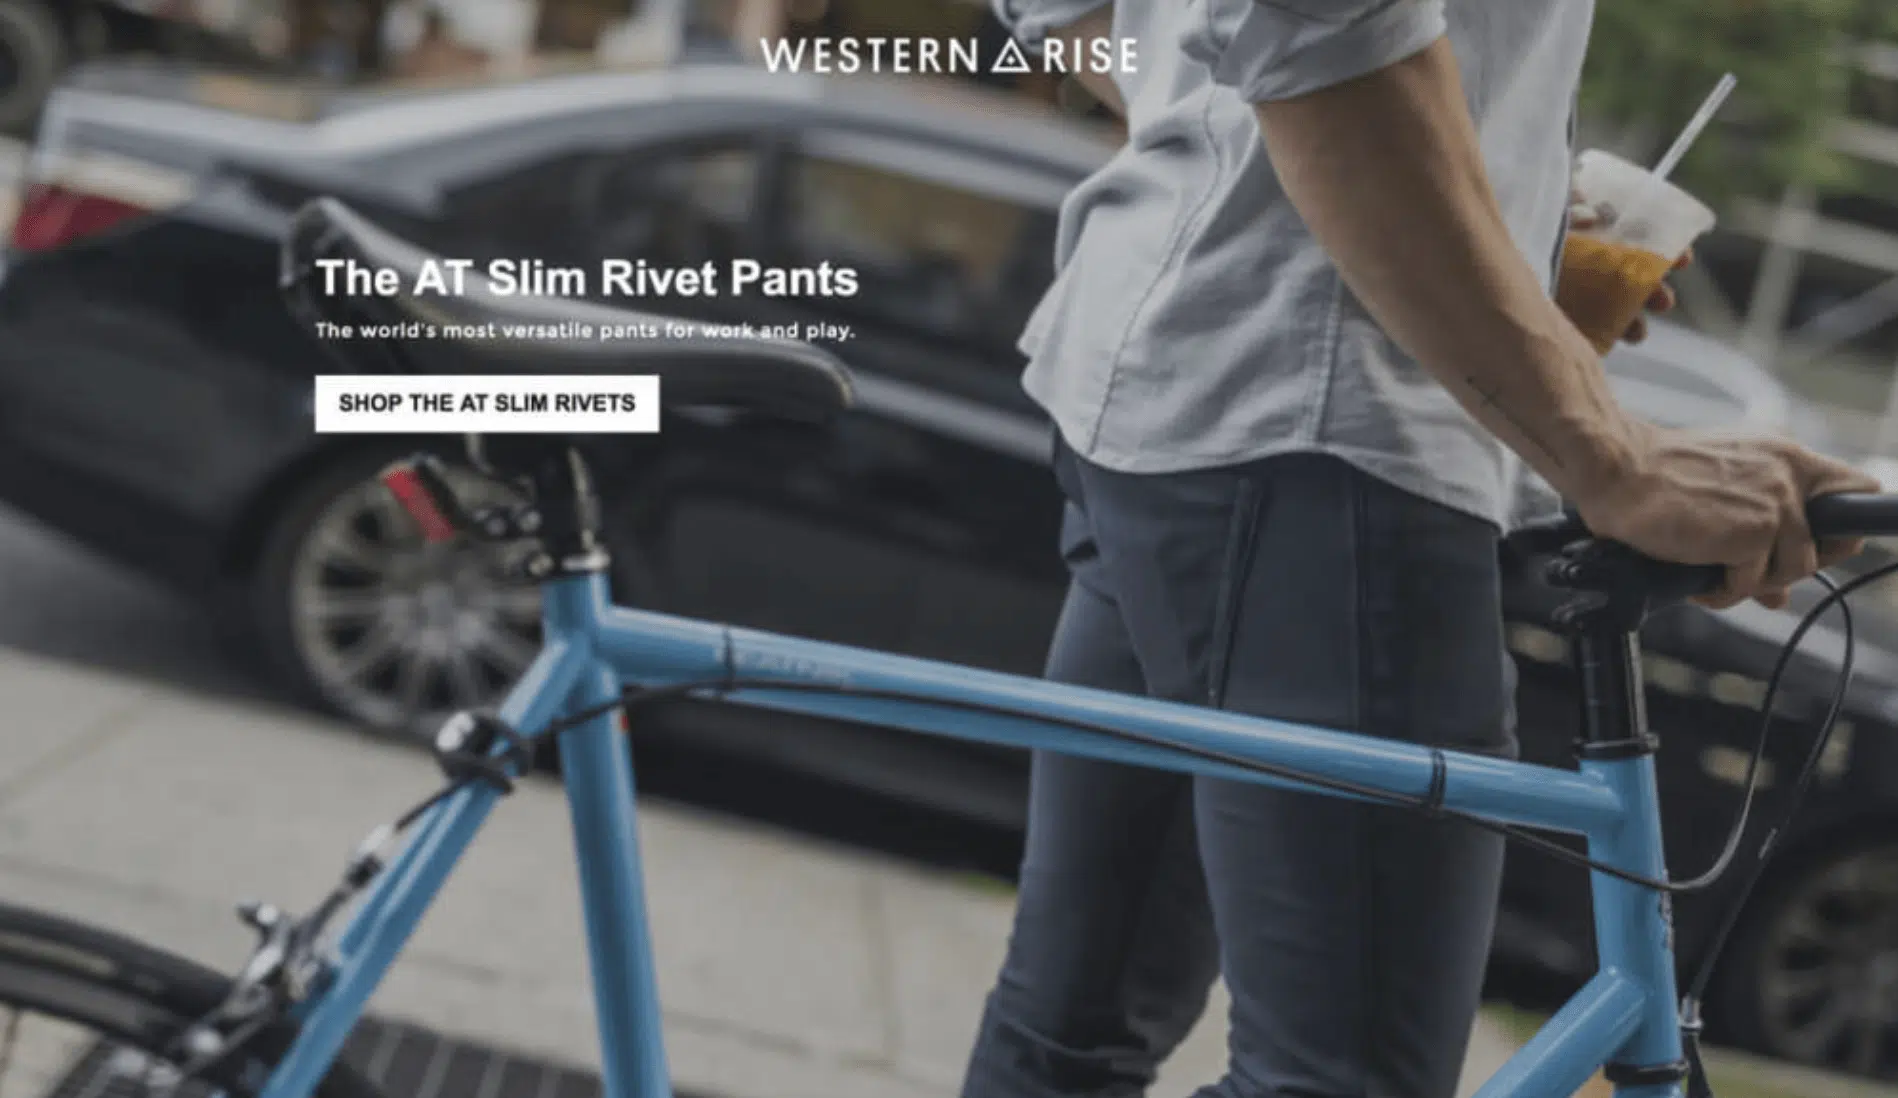 WESTERN RISE
The AT Slim Rivet Pants
The world's most versatile pants for work and play.
SHOP THE AT SLIM RIVETS